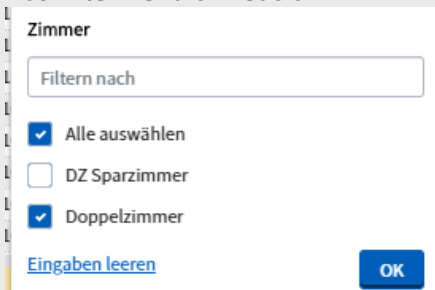 Zimmer
Filtern nach
Alle auswählen
DZ Sparzimmer
Doppelzimmer
Eingaben leeren
OK